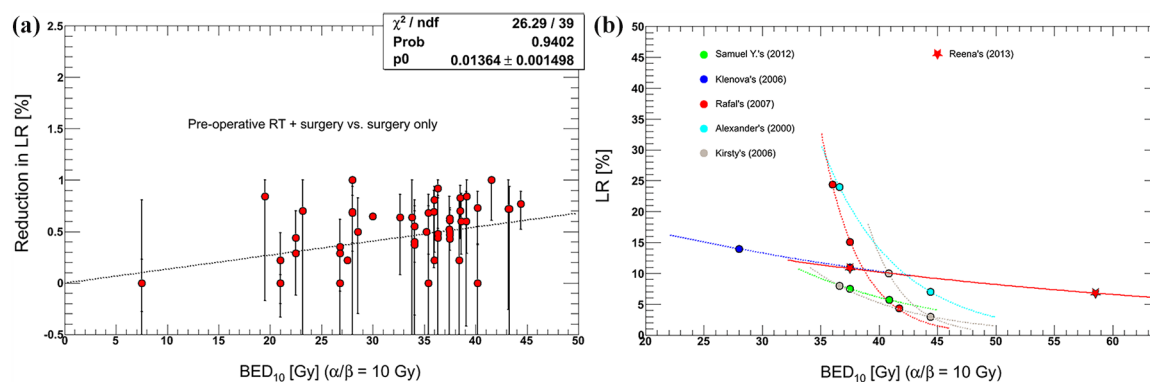 (a)
χ² / ndf 26.29 / 39
Prob 0.9402
p0 0.01364 ± 0.001498
Pre-operative RT + surgery vs. surgery only
Reduction in LR [%]
2.5
2
1.5
1
0.5
0
-0.5
0 5 10 15 20 25 30 35 40 45 50
BED₁₀ [Gy] (α/β = 10 Gy)
(b)
Samuel Y.'s (2012)
Klenova's (2006)
Rafal's (2007)
Alexander's (2000)
Kirsty's (2006)
Reena's (2013)
LR [%]
50
45
40
35
30
25
20
15
10
5
0
20 25 30 35 40 45 50 55 60
BED₁₀ [Gy] (α/β = 10 Gy)